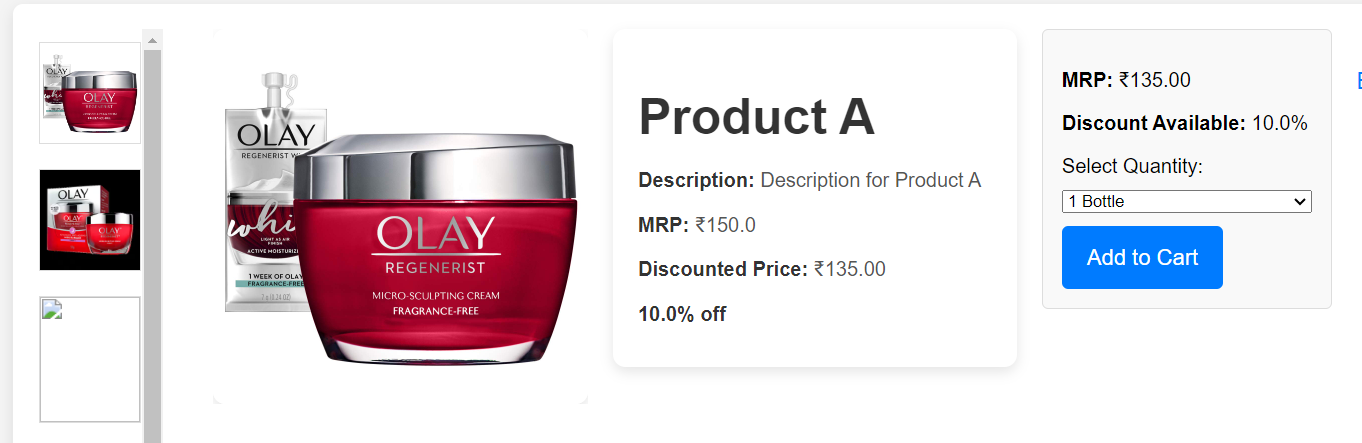 OLAY
OLAY
REGENERIST
OLAY
OLAY
REGENERIST
whi
LIGHT AS AIR
FINISH
ACTIVE MOISTURIZ
1 WEEK OF OLAY
FRAGRANCE-FREE
OLAY
REGENERIST
MICRO-SCULPTING CREAM
FRAGRANCE-FREE
Product A
Description: Description for Product A
MRP: ₹150.0
Discounted Price: ₹135.00
10.0% off
MRP: ₹135.00
Discount Available: 10.0%
Select Quantity:
1 Bottle
Add to Cart